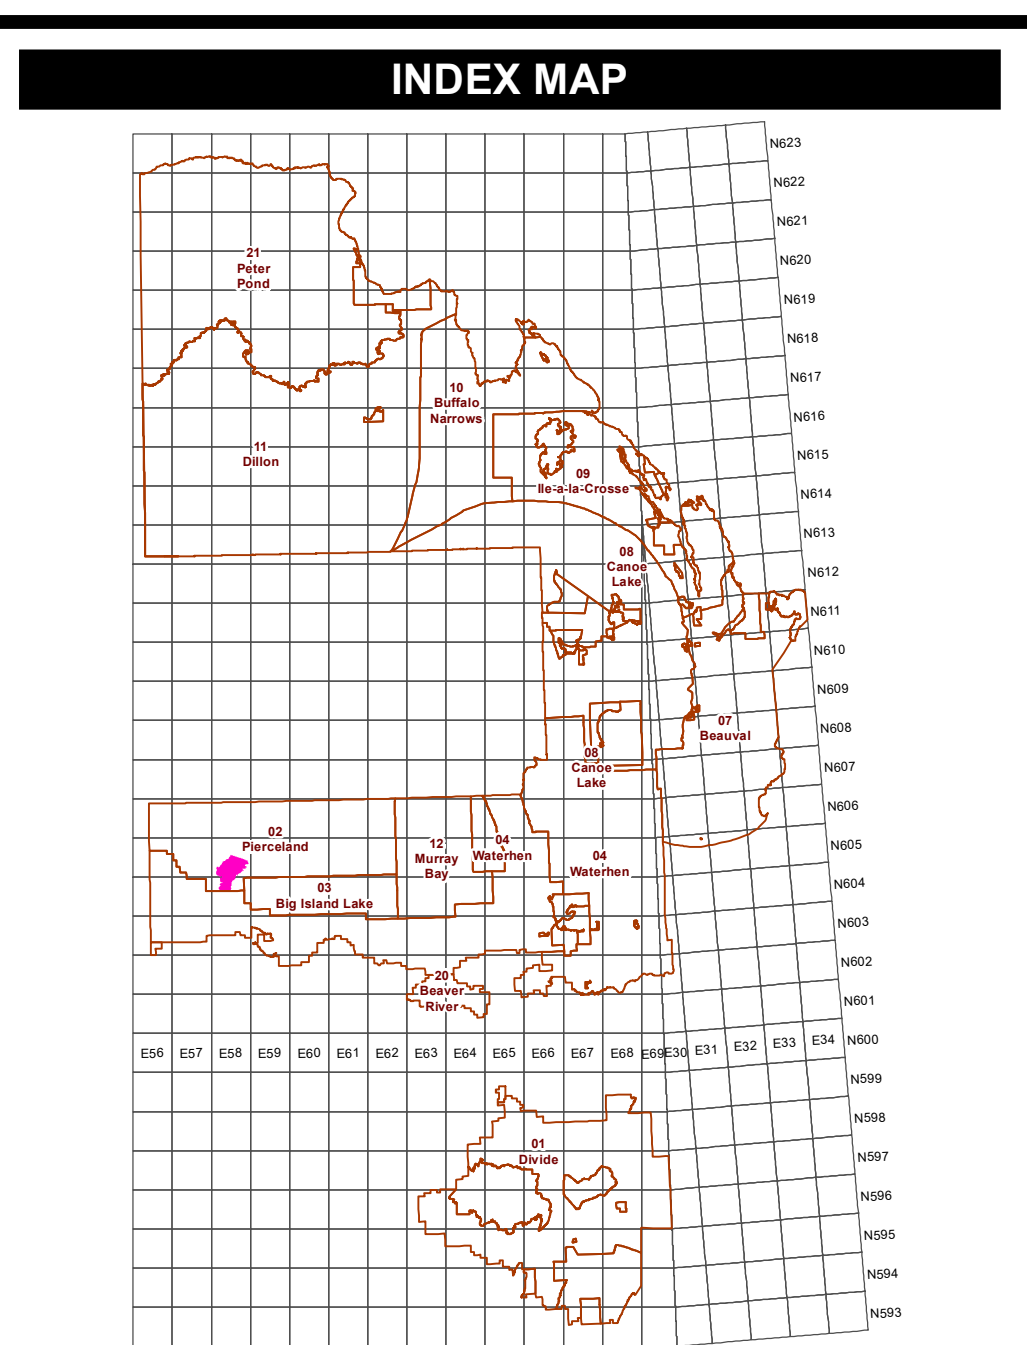 INDEX MAP
N623
N622
N621
21
Peter
Pond
N620
N619
N618
N617
10
Buffalo
Narrows
N616
11
Dillon
N615
09
Ile-a-la-Crosse
N614
N613
08
Canoe
Lake
N612
N611
N610
N609
07
Beauval
N608
08
Canoe
Lake
N607
N606
02
Pierceland
12
Murray
Bay
04
Waterhen
04
Waterhen
N605
03
Big Island Lake
N604
N603
N602
20
Beaver
River
N601
E56 E57 E58 E59 E60 E61 E62 E63 E64 E65 E66 E67 E68 E69 E30 E31 E32 E33 E34 N600
N599
N598
01
Divide
N597
N596
N595
N594
N593